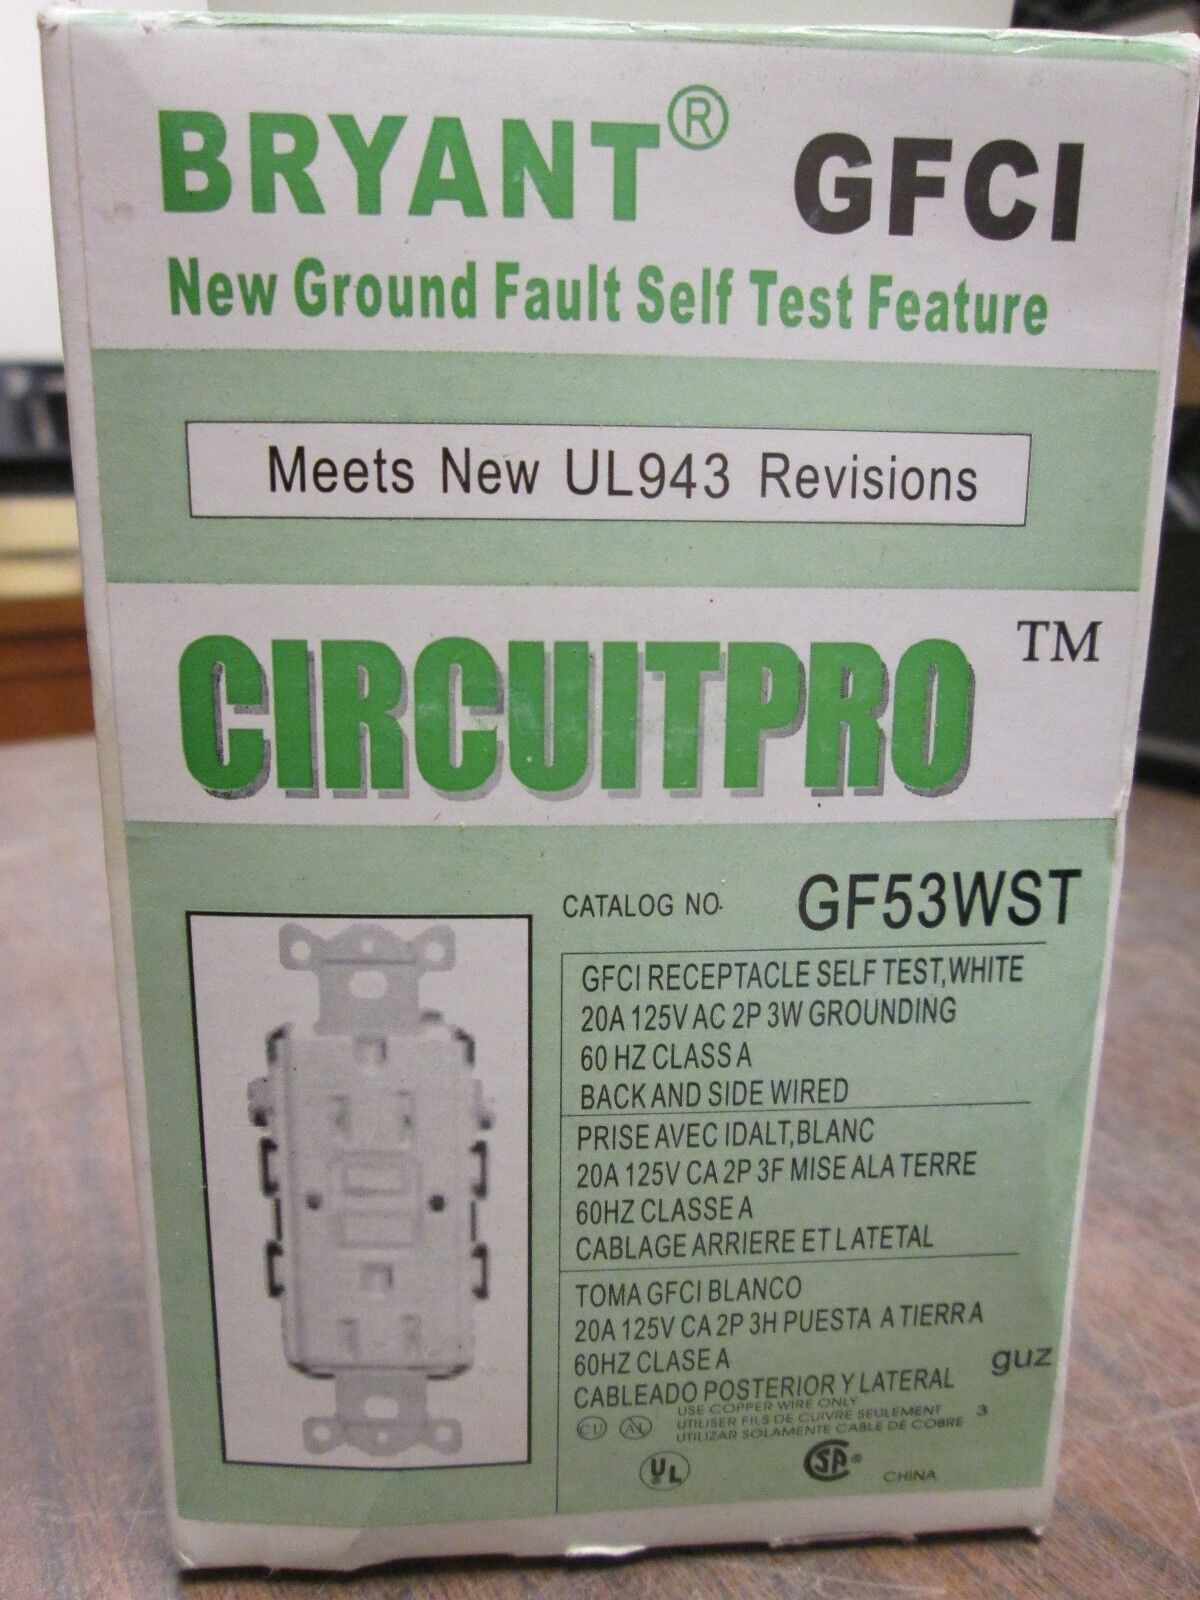 BRYANT® GFCI
New Ground Fault Self Test Feature
Meets New UL943 Revisions
CIRCUITPRO™
CATALOG NO. GF53WST
GFCI RECEPTACLE SELF TEST, WHITE
20A 125V AC 2P 3W GROUNDING
60 HZ CLASS A
BACK AND SIDE WIRED
PRISE AVEC IDALT, BLANC
20A 125V CA 2P 3F MISE ALA TERRE
60HZ CLASSE A
CABLAGE ARRIERE ET LATETAL
TOMA GFCI BLANCO
20A 125V CA 2P 3H PUESTA A TIERRA
60HZ CLASE A
guz
CABLEADO POSTERIOR Y LATERAL
USE COPPER WIRE ONLY
UTILISER FILS DE CUIVRE SEULEMENT 3
CU AL UTILIZAR SOLAMENTE CABLE DE COBRE
UL CSA® CHINA